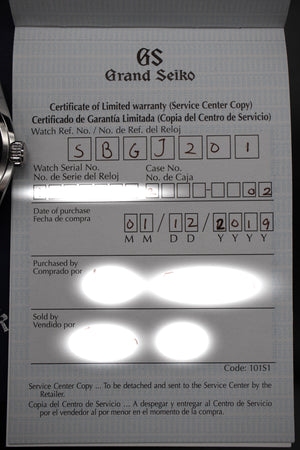 GS
Grand Seiko
Certificate of Limited warranty (Service Center Copy)
Certificado de Garantía Limitada (Copia del Centro de Servicio)
Watch Ref. No. / No. de Ref. del Reloj
SBGJ201
Watch Serial No. Case No.
No. de Serie del Reloj No. de Caja
- 02
Date of purchase
Fecha de compra
01 / 12 / 2019
M M D D Y Y Y Y
Purchased by
Comprado por
Sold by
Vendido por
Code: 101S1
Service Center Copy ... To be detached and sent to the Service Center by the
Retailer.
Copia del Centro de Servicio ... A despegar y entregar al Centro de Servicio
por el vendedor al por menor en el momento de la compra.